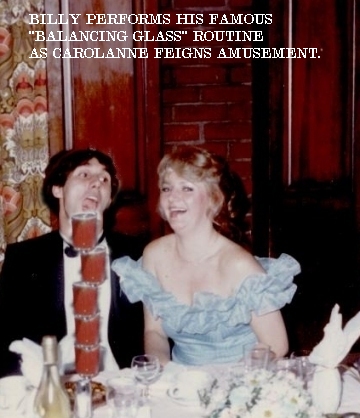 BILLY PERFORMS HIS FAMOUS
"BALANCING GLASS" ROUTINE
AS CAROLANNE FEIGNS AMUSEMENT.